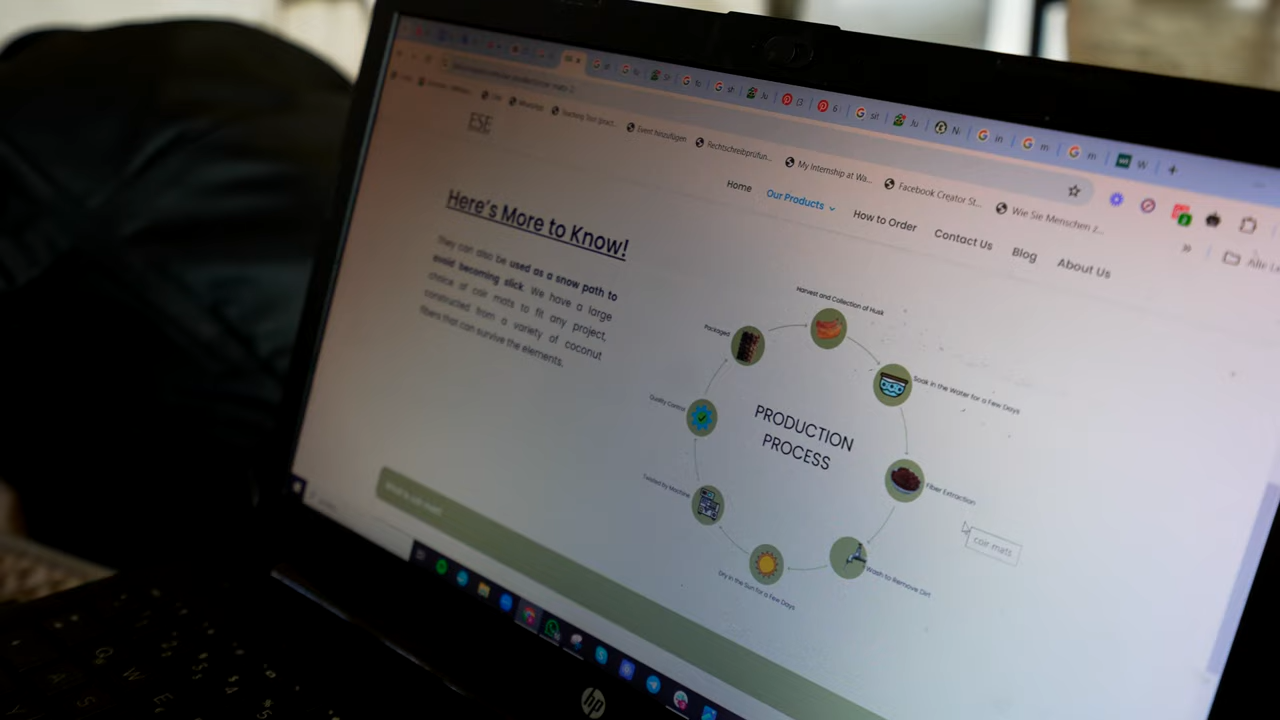 Event hinzufügen
Rechtschreibprüfun...
My Internship at Wa...
Facebook Creator St...
Wie Sie Menschen z...
ESE
Home
Our Products
How to Order
Contact Us
Blog
About Us
Here's More to Know!
They can also be used as a snow path to
avoid becoming slick. We have a large
choice of coir mats to fit any project,
constructed from a variety of coconut
fibers that can survive the elements.
PRODUCTION
PROCESS
Harvest and Collection of Husk
Soak in the Water for a Few Days
Fiber Extraction
Wash to Remove Dirt
Dry in the Sun for a Few Days
Twisted by Machine
Quality Control
Packaged
coir mats
hp